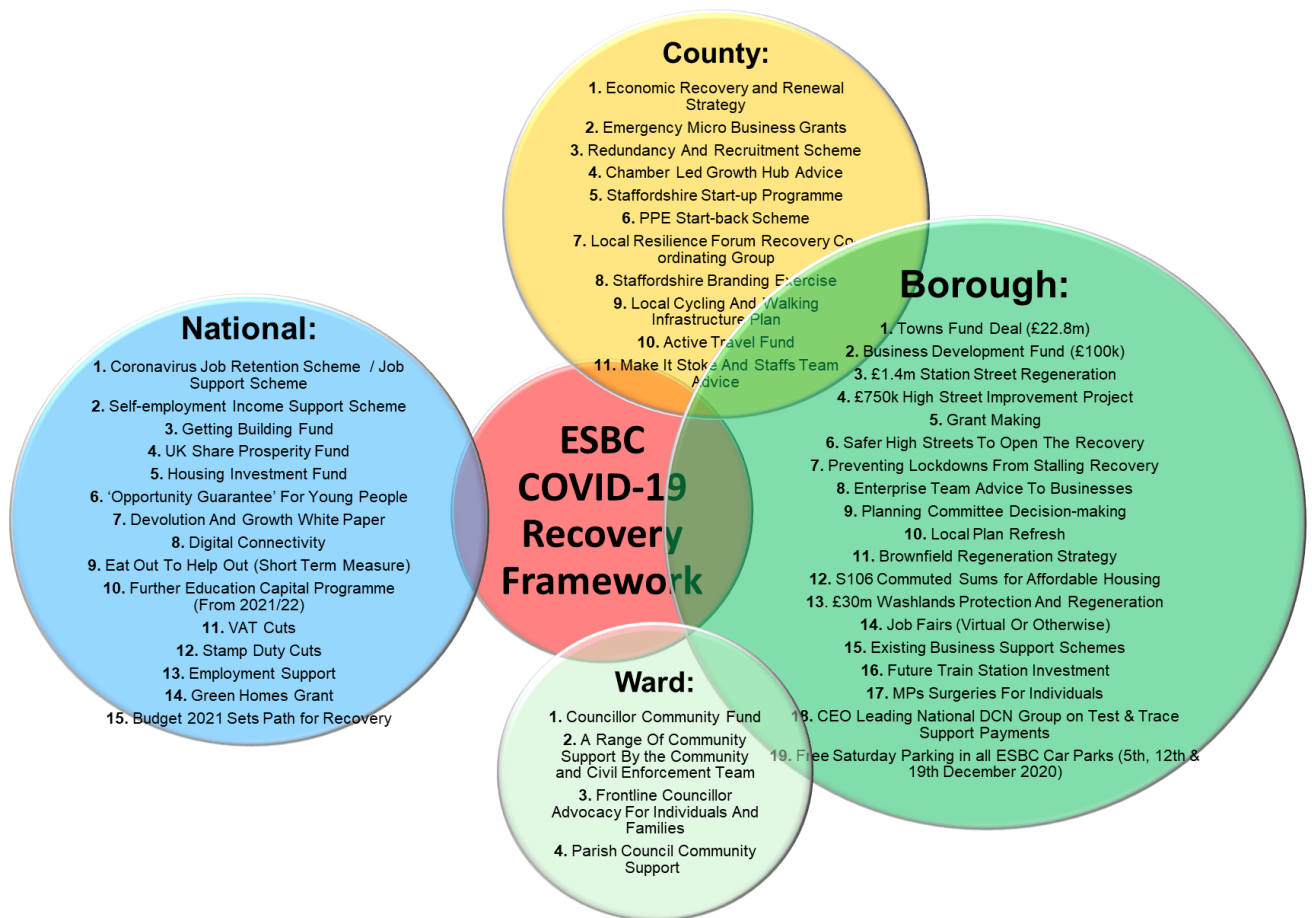 County:
1. Economic Recovery and Renewal
Strategy
2. Emergency Micro Business Grants
3. Redundancy And Recruitment Scheme
4. Chamber Led Growth Hub Advice
5. Staffordshire Start-up Programme
6. PPE Start-back Scheme
7. Local Resilience Forum Recovery Co-
ordinating Group
8. Staffordshire Branding Exercise
9. Local Cycling And Walking
Infrastructure Plan
10. Active Travel Fund
11. Make It Stoke And Staffs Team
Advice
National:
1. Coronavirus Job Retention Scheme / Job
Support Scheme
2. Self-employment Income Support Scheme
3. Getting Building Fund
4. UK Share Prosperity Fund
5. Housing Investment Fund
6. ‘Opportunity Guarantee’ For Young People
7. Devolution And Growth White Paper
8. Digital Connectivity
9. Eat Out To Help Out (Short Term Measure)
10. Further Education Capital Programme
(From 2021/22)
11. VAT Cuts
12. Stamp Duty Cuts
13. Employment Support
14. Green Homes Grant
15. Budget 2021 Sets Path for Recovery
ESBC
COVID-19
Recovery
Framework
Borough:
1. Towns Fund Deal (£22.8m)
2. Business Development Fund (£100k)
3. £1.4m Station Street Regeneration
4. £750k High Street Improvement Project
5. Grant Making
6. Safer High Streets To Open The Recovery
7. Preventing Lockdowns From Stalling Recovery
8. Enterprise Team Advice To Businesses
9. Planning Committee Decision-making
10. Local Plan Refresh
11. Brownfield Regeneration Strategy
12. S106 Commuted Sums for Affordable Housing
13. £30m Washlands Protection And Regeneration
14. Job Fairs (Virtual Or Otherwise)
15. Existing Business Support Schemes
16. Future Train Station Investment
17. MPs Surgeries For Individuals
18. CEO Leading National DCN Group on Test & Trace
Support Payments
19. Free Saturday Parking in all ESBC Car Parks (5th, 12th &
19th December 2020)
Ward:
1. Councillor Community Fund
2. A Range Of Community
Support By the Community
and Civil Enforcement Team
3. Frontline Councillor
Advocacy For Individuals And
Families
4. Parish Council Community
Support